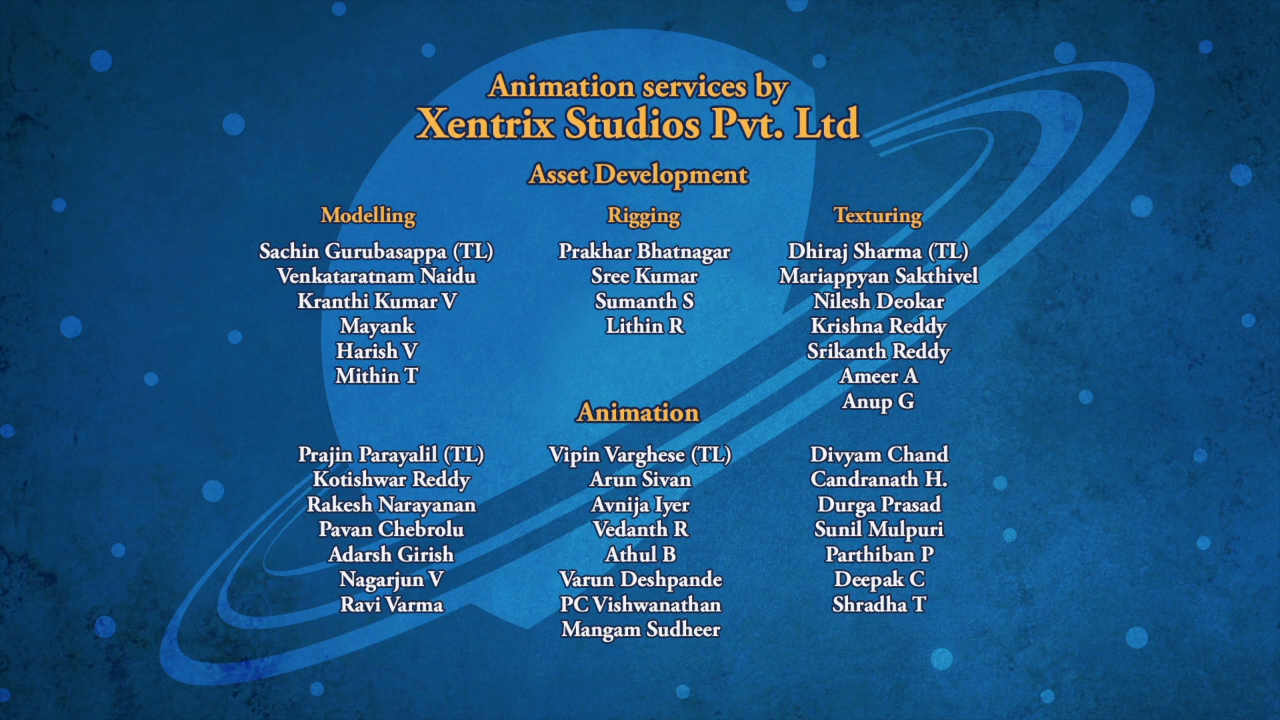 Animation services by
Xentrix Studios Pvt. Ltd
Asset Development
Modelling
Sachin Gurubasappa (TL)
Venkataratnam Naidu
Kranthi Kumar V
Mayank
Harish V
Mithin T
Rigging
Prakhar Bhatnagar
Sree Kumar
Sumanth S
Lithin R
Texturing
Dhiraj Sharma (TL)
Mariappyan Sakthivel
Nilesh Deokar
Krishna Reddy
Srikanth Reddy
Ameer A
Anup G
Animation
Prajin Parayalil (TL)
Kotishwar Reddy
Rakesh Narayanan
Pavan Chebrolu
Adarsh Girish
Nagarjun V
Ravi Varma
Vipin Varghese (TL)
Arun Sivan
Avnija Iyer
Vedanth R
Athul B
Varun Deshpande
PC Vishwanathan
Mangam Sudheer
Divyam Chand
Candranath H.
Durga Prasad
Sunil Mulpuri
Parthiban P
Deepak C
Shradha T